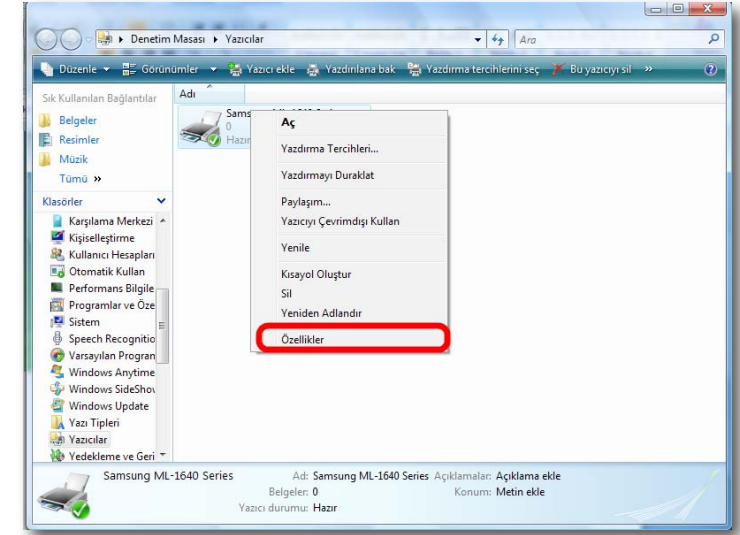 Denetim Masası ▸ Yazıcılar
Ara
Düzenle Görünümler Yazıcı ekle Yazdırılana bak Yazdırma tercihlerini seç Bu yazıcıyı sil »
Sık Kullanılan Bağlantılar
Belgeler
Resimler
Müzik
Tümü »
Klasörler
Karşılama Merkezi
Kişiselleştirme
Kullanıcı Hesapları
Otomatik Kullan
Performans Bilgile
Programlar ve Öze
Sistem
Speech Recognitio
Varsayılan Program
Windows Anytime
Windows SideShow
Windows Update
Yazı Tipleri
Yazıcılar
Yedekleme ve Geri
Adı
Sams
0
Hazır
Aç
Yazdırma Tercihleri...
Yazdırmayı Duraklat
Paylaşım...
Yazıcıyı Çevrimdışı Kullan
Yenile
Kısayol Oluştur
Sil
Yeniden Adlandır
Özellikler
Samsung ML-1640 Series
Ad: Samsung ML-1640 Series Açıklamalar: Açıklama ekle
Belgeler: 0 Konum: Metin ekle
Yazıcı durumu: Hazır